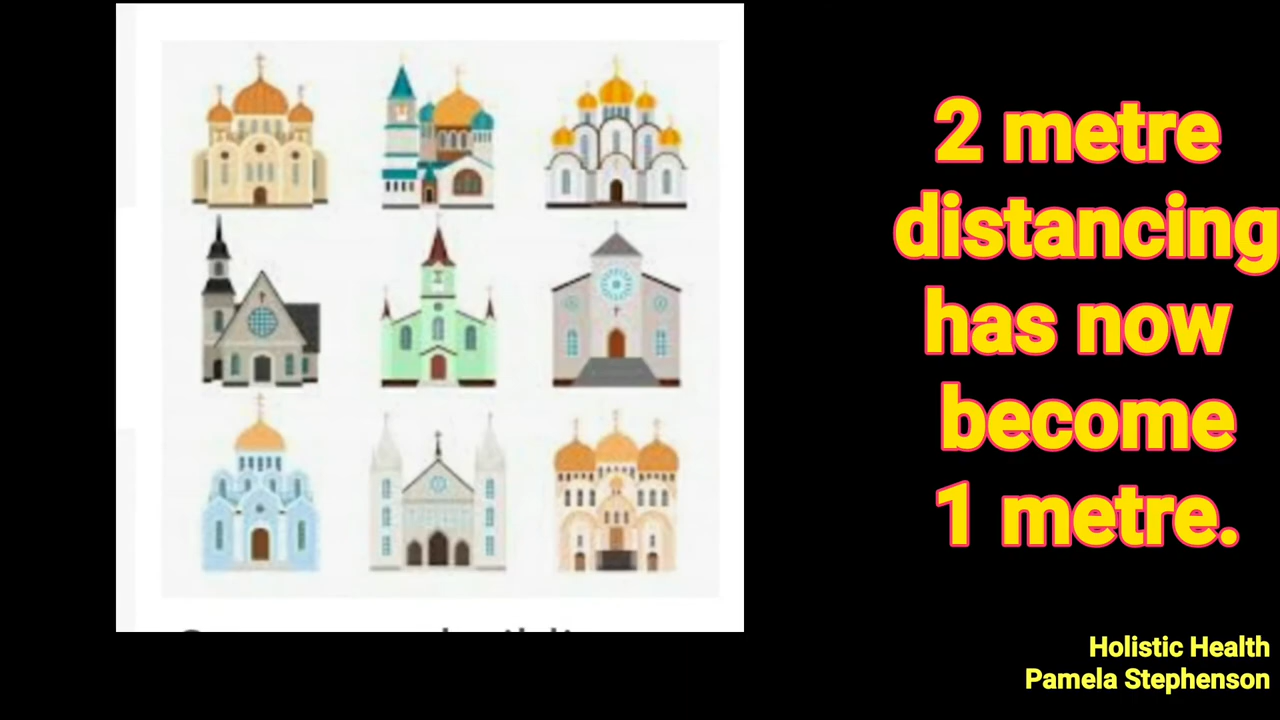 2 metre
distancing
has now
become
1 metre.
Holistic Health
Pamela Stephenson